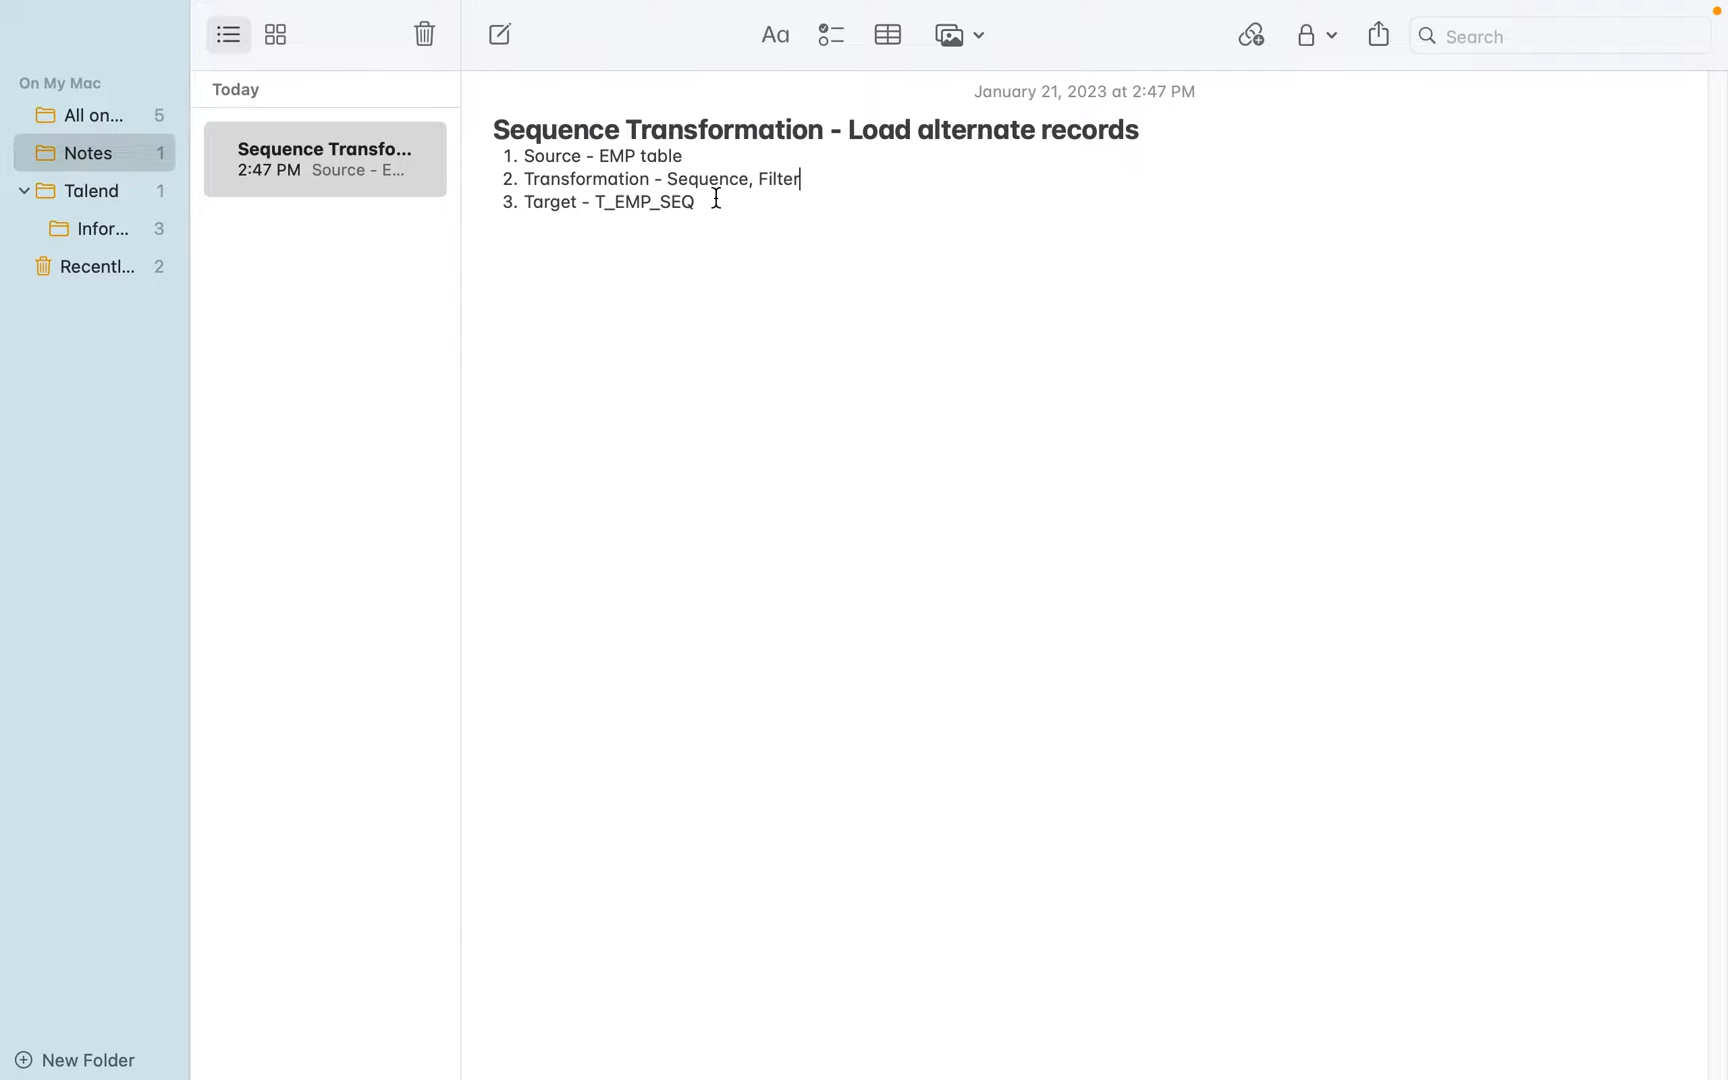 On My Mac
All on... 5
Notes 1
Talend 1
Infor... 3
Recentl... 2
New Folder
Today
Sequence Transfo...
2:47 PM Source - E...
Aa
Search
January 21, 2023 at 2:47 PM
Sequence Transformation - Load alternate records
1. Source - EMP table
2. Transformation - Sequence, Filter
3. Target - T_EMP_SEQ